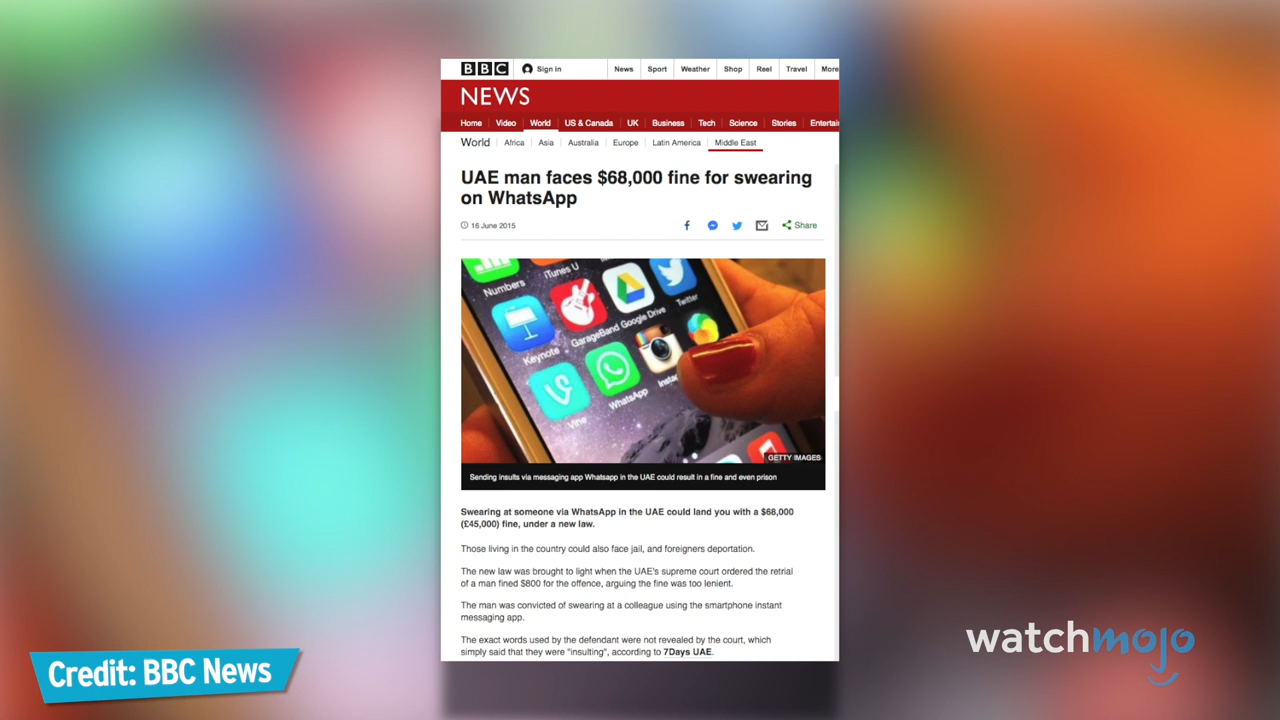 BBC
Sign in
News
Sport
Weather
Shop
Reel
Travel
More
NEWS
Home
Video
World
US & Canada
UK
Business
Tech
Science
Stories
Entertai
World
Africa
Asia
Australia
Europe
Latin America
Middle East
UAE man faces $68,000 fine for swearing
on WhatsApp
16 June 2015
Share
Numbers
iTunes U
Keynote
GarageBand
Google Drive
Twitter
Vine
WhatsApp
Insta
GETTY IMAGES
Sending insults via messaging app Whatsapp in the UAE could result in a fine and even prison
Swearing at someone via WhatsApp in the UAE could land you with a $68,000
(£45,000) fine, under a new law.
Those living in the country could also face jail, and foreigners deportation.
The new law was brought to light when the UAE's supreme court ordered the retrial
of a man fined $800 for the offence, arguing the fine was too lenient.
The man was convicted of swearing at a colleague using the smartphone instant
messaging app.
The exact words used by the defendant were not revealed by the court, which
simply said that they were "insulting", according to 7Days UAE.
Credit: BBC News
watchmojo